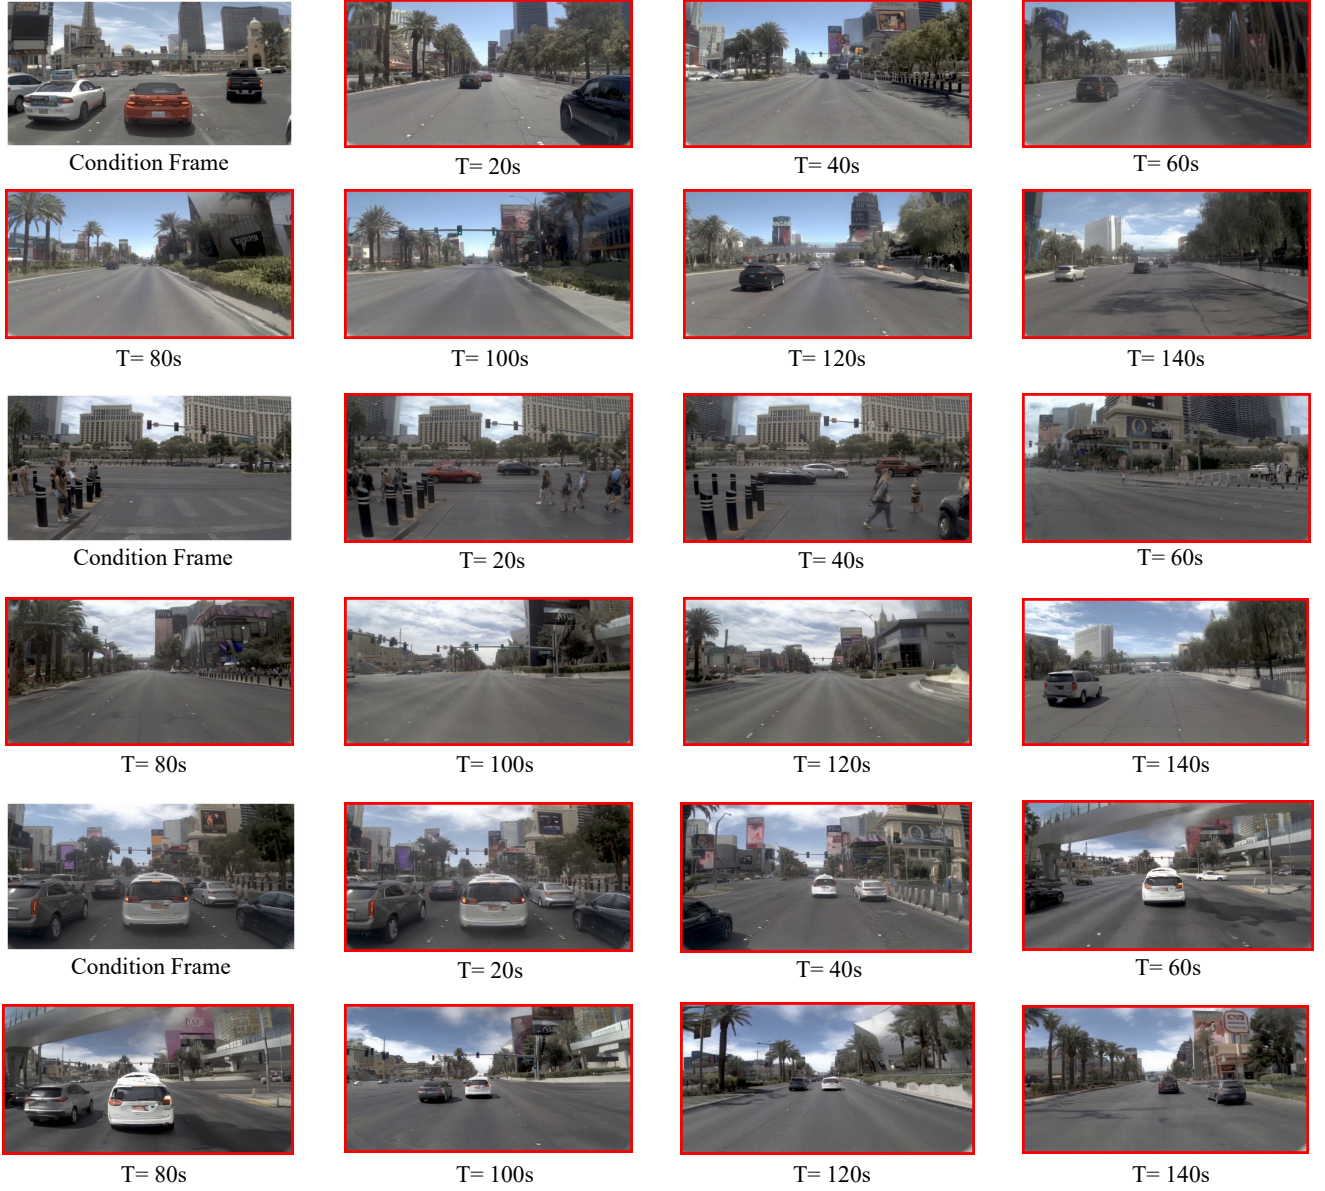 Condition Frame
T= 20s
T= 40s
T= 60s
T= 80s
T= 100s
T= 120s
T= 140s
Condition Frame
T= 20s
T= 40s
T= 60s
T= 80s
T= 100s
T= 120s
T= 140s
Condition Frame
T= 20s
T= 40s
T= 60s
T= 80s
T= 100s
T= 120s
T= 140s